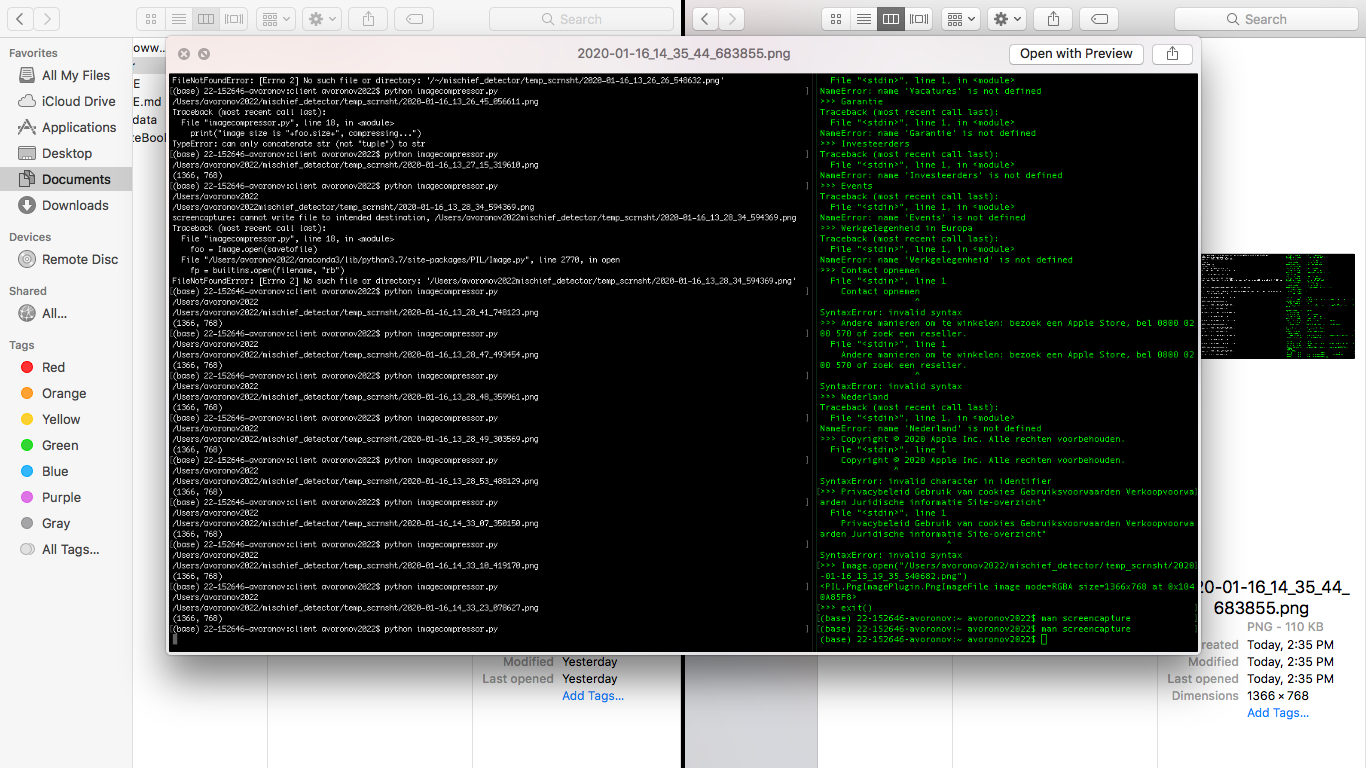 Search
Search
Favorites
All My Files
iCloud Drive
Applications
Desktop
Documents
Downloads
Devices
Remote Disc
Shared
All...
Tags
Red
Orange
Yellow
Green
Blue
Purple
Gray
All Tags...
oww..
E
E.md
data
teBook
2020-01-16_14_35_44_683855.png
Open with Preview
FileNotFoundError: [Errno 2] No such file or directory: '/~/mischief_detector/temp_scrnsht/2020-01-16_13_26_26_540632.png'
(base) 22-152646-avoronov:client avoronov2022$ python imagecompressor.py
/Users/avoronov2022/mischief_detector/temp_scrnsht/2020-01-16_13_26_45_056611.png
Traceback (most recent call last):
File "imagecompressor.py", line 10, in <module>
print("image size is "+foo.size+", compressing...")
TypeError: can only concatenate str (not "tuple") to str
(base) 22-152646-avoronov:client avoronov2022$ python imagecompressor.py
/Users/avoronov2022/mischief_detector/temp_scrnsht/2020-01-16_13_27_15_319610.png
(1366, 768)
(base) 22-152646-avoronov:client avoronov2022$ python imagecompressor.py
/Users/avoronov2022
/Users/avoronov2022mischief_detector/temp_scrnsht/2020-01-16_13_28_34_594369.png
screencapture: cannot write file to intended destination, /Users/avoronov2022mischief_detector/temp_scrnsht/2020-01-16_13_28_34_594369.png
Traceback (most recent call last):
File "imagecompressor.py", line 10, in <module>
foo = Image.open(savetofile)
File "/Users/avoronov2022/anaconda3/lib/python3.7/site-packages/PIL/Image.py", line 2770, in open
fp = builtins.open(filename, "rb")
FileNotFoundError: [Errno 2] No such file or directory: '/Users/avoronov2022mischief_detector/temp_scrnsht/2020-01-16_13_28_34_594369.png'
(base) 22-152646-avoronov:client avoronov2022$ python imagecompressor.py
/Users/avoronov2022
/Users/avoronov2022/mischief_detector/temp_scrnsht/2020-01-16_13_28_41_740123.png
(1366, 768)
(base) 22-152646-avoronov:client avoronov2022$ python imagecompressor.py
/Users/avoronov2022
/Users/avoronov2022/mischief_detector/temp_scrnsht/2020-01-16_13_28_47_493454.png
(1366, 768)
(base) 22-152646-avoronov:client avoronov2022$ python imagecompressor.py
/Users/avoronov2022
/Users/avoronov2022/mischief_detector/temp_scrnsht/2020-01-16_13_28_48_359961.png
(1366, 768)
(base) 22-152646-avoronov:client avoronov2022$ python imagecompressor.py
/Users/avoronov2022
/Users/avoronov2022/mischief_detector/temp_scrnsht/2020-01-16_13_28_49_303569.png
(1366, 768)
(base) 22-152646-avoronov:client avoronov2022$ python imagecompressor.py
/Users/avoronov2022
/Users/avoronov2022/mischief_detector/temp_scrnsht/2020-01-16_13_28_53_488129.png
(1366, 768)
(base) 22-152646-avoronov:client avoronov2022$ python imagecompressor.py
/Users/avoronov2022
/Users/avoronov2022/mischief_detector/temp_scrnsht/2020-01-16_14_33_07_350150.png
(1366, 768)
(base) 22-152646-avoronov:client avoronov2022$ python imagecompressor.py
/Users/avoronov2022
/Users/avoronov2022/mischief_detector/temp_scrnsht/2020-01-16_14_33_10_419170.png
(1366, 768)
(base) 22-152646-avoronov:client avoronov2022$ python imagecompressor.py
/Users/avoronov2022
/Users/avoronov2022/mischief_detector/temp_scrnsht/2020-01-16_14_33_23_070627.png
(1366, 768)
(base) 22-152646-avoronov:client avoronov2022$ python imagecompressor.py
File "<stdin>", line 1, in <module>
NameError: name 'Vacatures' is not defined
>>> Garantie
Traceback (most recent call last):
File "<stdin>", line 1, in <module>
NameError: name 'Garantie' is not defined
>>> Investeerders
Traceback (most recent call last):
File "<stdin>", line 1, in <module>
NameError: name 'Investeerders' is not defined
>>> Events
Traceback (most recent call last):
File "<stdin>", line 1, in <module>
NameError: name 'Events' is not defined
>>> Werkgelegenheid in Europa
Traceback (most recent call last):
File "<stdin>", line 1, in <module>
NameError: name 'Werkgelegenheid' is not defined
>>> Contact opnemen
File "<stdin>", line 1
Contact opnemen
^
SyntaxError: invalid syntax
>>> Andere manieren om te winkelen: bezoek een Apple Store, bel 0800 02
00 570 of zoek een reseller.
File "<stdin>", line 1
Andere manieren om te winkelen: bezoek een Apple Store, bel 0800 02
00 570 of zoek een reseller.
^
SyntaxError: invalid syntax
>>> Nederland
Traceback (most recent call last):
File "<stdin>", line 1, in <module>
NameError: name 'Nederland' is not defined
>>> Copyright © 2020 Apple Inc. Alle rechten voorbehouden.
File "<stdin>", line 1
Copyright © 2020 Apple Inc. Alle rechten voorbehouden.
^
SyntaxError: invalid character in identifier
>>> Privacybeleid Gebruik van cookies Gebruiksvoorwaarden Verkoopvoorwa
arden Juridische informatie Site-overzicht"
File "<stdin>", line 1
Privacybeleid Gebruik van cookies Gebruiksvoorwaarden Verkoopvoorwa
arden Juridische informatie Site-overzicht"
^
SyntaxError: invalid syntax
>>> Image.open("/Users/avoronov2022/mischief_detector/temp_scrnsht/2020
-01-16_13_19_35_540682.png")
<PIL.PngImagePlugin.PngImageFile image mode=RGBA size=1366x768 at 0x104
0A85F8>
>>> exit()
(base) 22-152646-avoronov:~ avoronov2022$ man screencapture
(base) 22-152646-avoronov:~ avoronov2022$ man screencapture
(base) 22-152646-avoronov:~ avoronov2022$
Modified Yesterday
Last opened Yesterday
Add Tags...
20-01-16_14_35_44_
683855.png
PNG - 110 KB
reated Today, 2:35 PM
Modified Today, 2:35 PM
Last opened Today, 2:35 PM
Dimensions 1366 × 768
Add Tags...